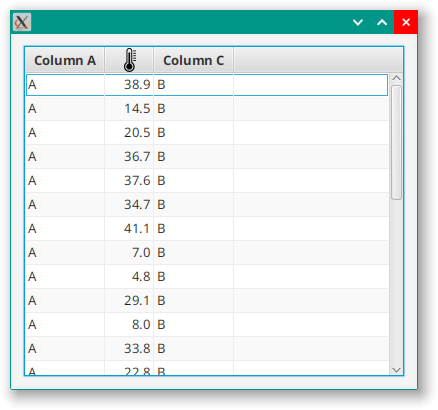 Column A Column C
A 38.9 B
A 14.5 B
A 20.5 B
A 36.7 B
A 37.6 B
A 34.7 B
A 41.1 B
A 7.0 B
A 4.8 B
A 29.1 B
A 8.0 B
A 33.8 B
A 22.8 B